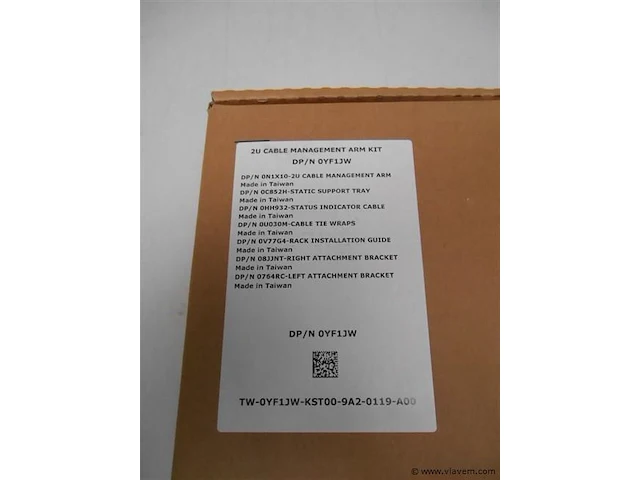 2U CABLE MANAGEMENT ARM KIT
DP/N 0YF1JW
DP/N 0N1X10-2U CABLE MANAGEMENT ARM
Made in Taiwan
DP/N 0C852H-STATIC SUPPORT TRAY
Made in Taiwan
DP/N 0HH932-STATUS INDICATOR CABLE
Made in Taiwan
DP/N 0U030M-CABLE TIE WRAPS
Made in Taiwan
DP/N 0V77G4-RACK INSTALLATION GUIDE
Made in Taiwan
DP/N 08JJNT-RIGHT ATTACHMENT BRACKET
Made in Taiwan
DP/N 0764RC-LEFT ATTACHMENT BRACKET
Made in Taiwan
DP/N 0YF1JW
TW-0YF1JW-KST00-9A2-0119-A00
© www.vlavem.com